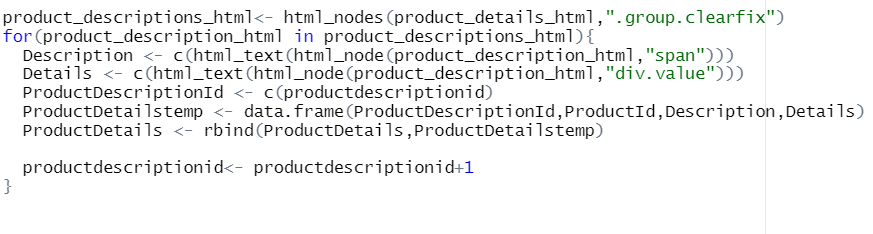 product_descriptions_html<- html_nodes(product_details_html,".group.clearfix")
for(product_description_html in product_descriptions_html){
  Description <- c(html_text(html_node(product_description_html,"span")))
  Details <- c(html_text(html_node(product_description_html,"div.value")))
  ProductDescriptionId <- c(productdescriptionid)
  ProductDetailstemp <- data.frame(ProductDescriptionId,ProductId,Description,Details)
  ProductDetails <- rbind(ProductDetails,ProductDetailstemp)
  productdescriptionid<- productdescriptionid+1
}